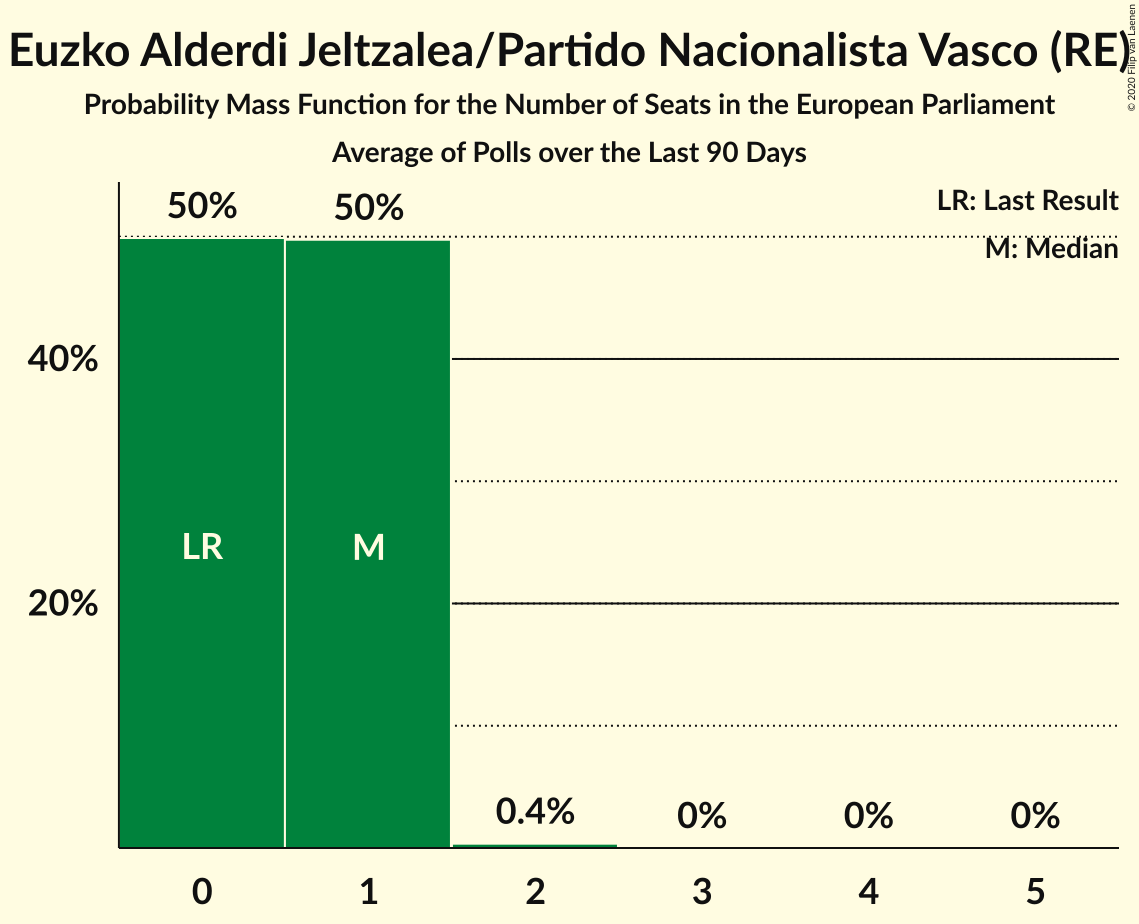 Euzko Alderdi Jeltzalea/Partido Nacionalista Vasco (RE)
© 2020 Filip van Laenen
Probability Mass Function for the Number of Seats in the European Parliament
Average of Polls over the Last 90 Days
50%
50%
LR: Last Result
M: Median
40%
LR
M
20%
0.4%
0%
0%
0%
0
1
2
3
4
5